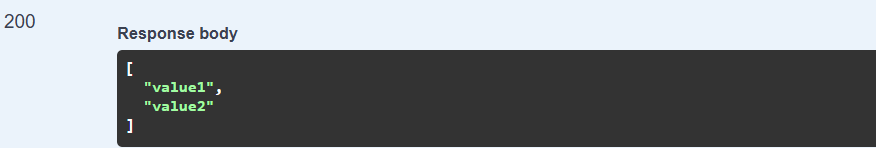 200
Response body
[
  "value1",
  "value2"
]